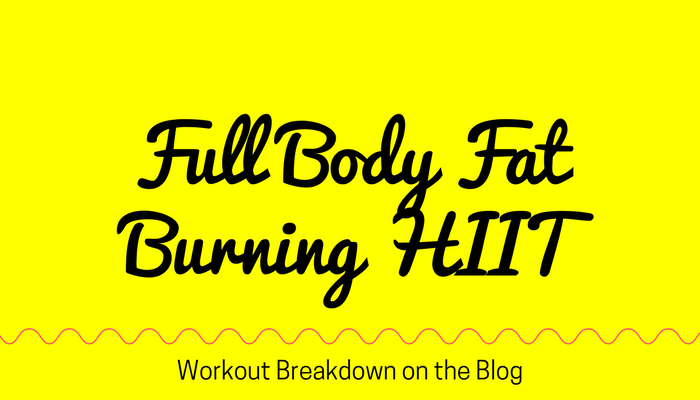 Full Body Fat
Burning HIIT
Workout Breakdown on the Blog